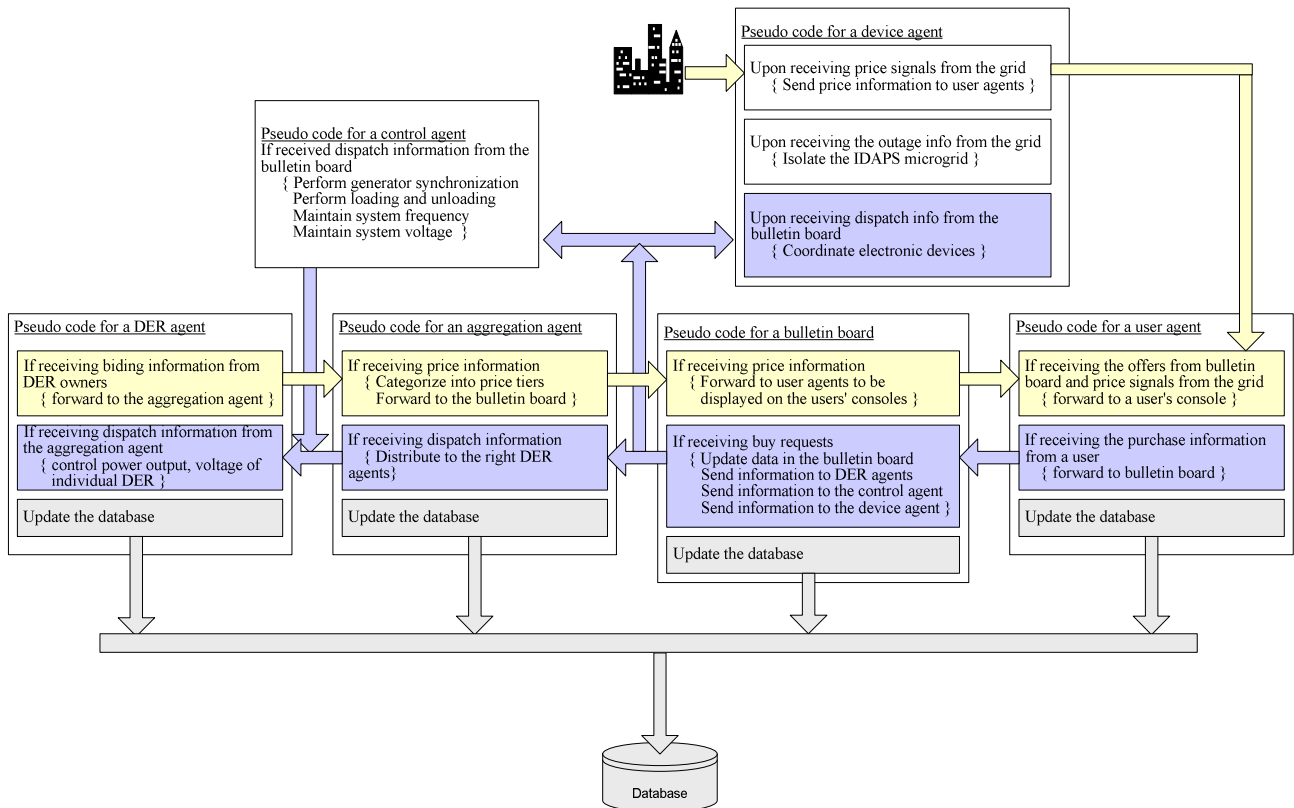 Pseudo code for a device agent
Upon receiving price signals from the grid
{ Send price information to user agents }
Upon receiving the outage info from the grid
{ Isolate the IDAPS microgrid }
Upon receiving dispatch info from the
bulletin board
{ Coordinate electronic devices }
Pseudo code for a control agent
If received dispatch information from the
bulletin board
{ Perform generator synchronization
Perform loading and unloading
Maintain system frequency
Maintain system voltage }
Pseudo code for a DER agent
If receiving biding information from
DER owners
{ forward to the aggregation agent }
If receiving dispatch information from
the aggregation agent
{ control power output, voltage of
individual DER }
Update the database
Pseudo code for an aggregation agent
If receiving price information
{ Categorize into price tiers
Forward to the bulletin board }
If receiving dispatch information
{ Distribute to the right DER
agents}
Update the database
Pseudo code for a bulletin board
If receiving price information
{ Forward to user agents to be
displayed on the users' consoles }
If receiving buy requests
{ Update data in the bulletin board
Send information to DER agents
Send information to the control agent
Send information to the device agent }
Update the database
Pseudo code for a user agent
If receiving the offers from bulletin
board and price signals from the grid
{ forward to a user's console }
If receiving the purchase information
from a user
{ forward to bulletin board }
Update the database
Database